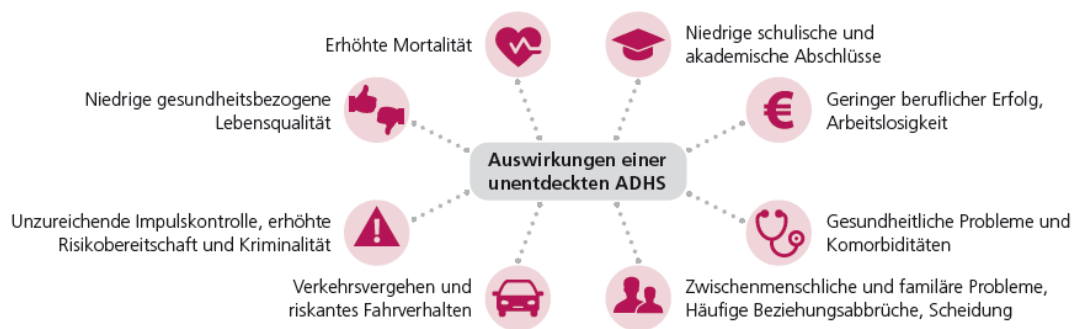 Erhöhte Mortalität
Niedrige schulische und
akademische Abschlüsse
Niedrige gesundheitsbezogene
Lebensqualität
Geringer beruflicher Erfolg,
Arbeitslosigkeit
Auswirkungen einer
unentdeckten ADHS
Unzureichende Impulskontrolle, erhöhte
Risikobereitschaft und Kriminalität
Gesundheitliche Probleme und
Komorbiditäten
Verkehrsvergehen und
riskantes Fahrverhalten
Zwischenmenschliche und familäre Probleme,
Häufige Beziehungsabbrüche, Scheidung